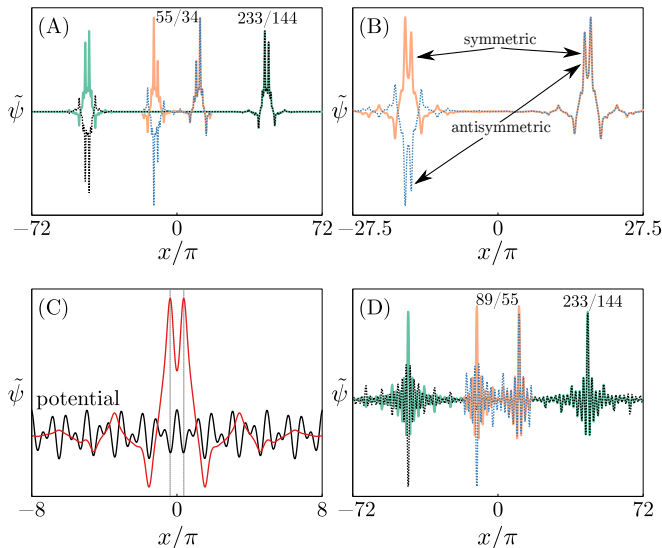 (A)
55/34
233/144
ψ̃
−72
0
72
x/π
(B)
symmetric
antisymmetric
−27.5
0
27.5
x/π
(C)
ψ̃
potential
−8
0
8
x/π
(D)
89/55
233/144
ψ̃
−72
0
72
x/π